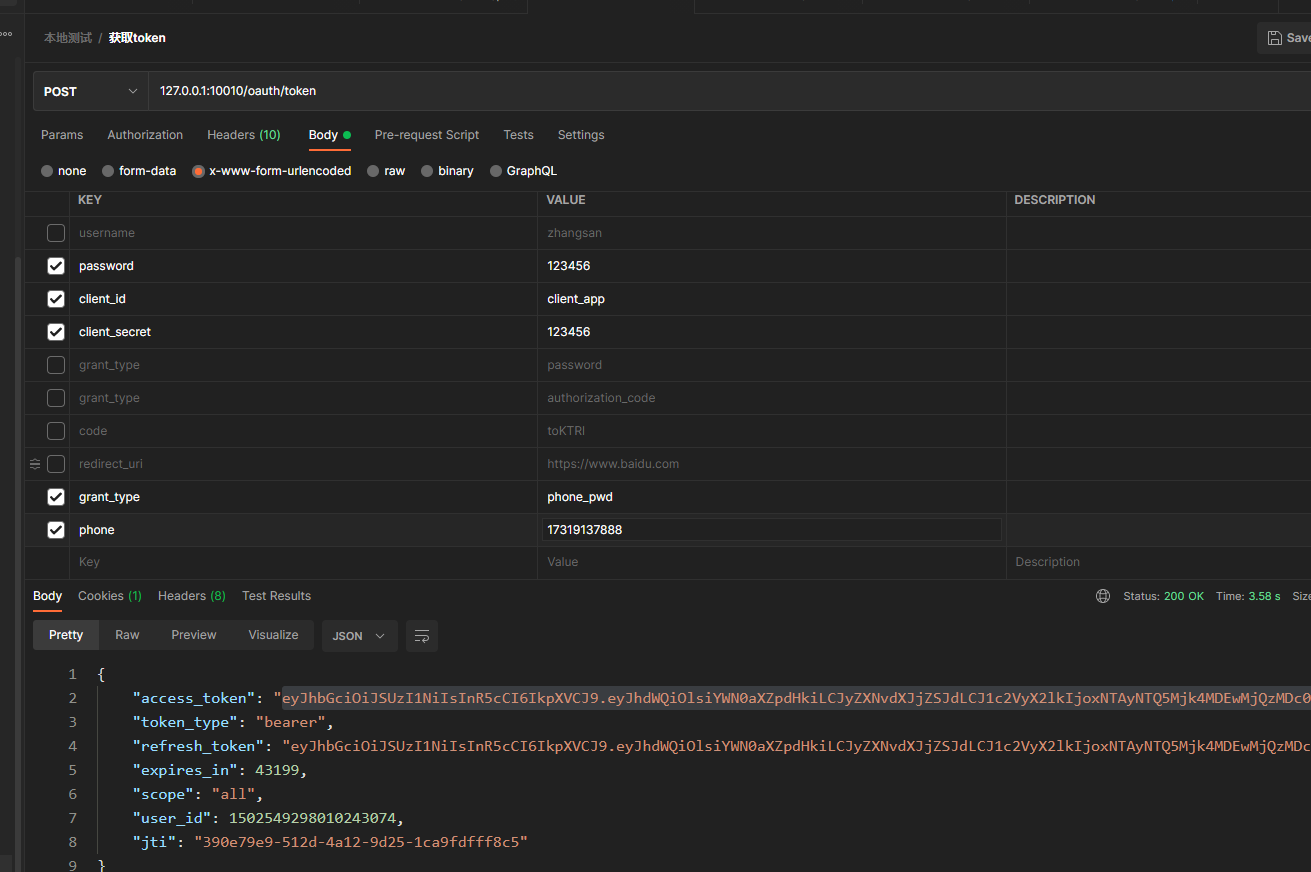 本地测试 / 获取token
Save
POST 127.0.0.1:10010/oauth/token
Params Authorization Headers (10) Body Pre-request Script Tests Settings
none form-data x-www-form-urlencoded raw binary GraphQL
KEY VALUE DESCRIPTION
username zhangsan
password 123456
client_id client_app
client_secret 123456
grant_type password
grant_type authorization_code
code toKTRI
redirect_uri https://www.baidu.com
grant_type phone_pwd
phone 17319137888
Key Value Description
Body Cookies (1) Headers (8) Test Results Status: 200 OK Time: 3.58 s Size
Pretty Raw Preview Visualize JSON
1 {
2 "access_token": "eyJhbGciOiJSUzI1NiIsInR5cCI6IkpXVCJ9.eyJhdWQiOlsiYWN0aXZpdHkiLCJyZXNvdXJjZSJdLCJ1c2VyX2lkIjoxNTAyNTQ5Mjk4MDEwMjQzMDc0
3 "token_type": "bearer",
4 "refresh_token": "eyJhbGciOiJSUzI1NiIsInR5cCI6IkpXVCJ9.eyJhdWQiOlsiYWN0aXZpdHkiLCJyZXNvdXJjZSJdLCJ1c2VyX2lkIjoxNTAyNTQ5Mjk4MDEwMjQzMDc
5 "expires_in": 43199,
6 "scope": "all",
7 "user_id": 1502549298010243074,
8 "jti": "390e79e9-512d-4a12-9d25-1ca9fdfff8c5"
9 }